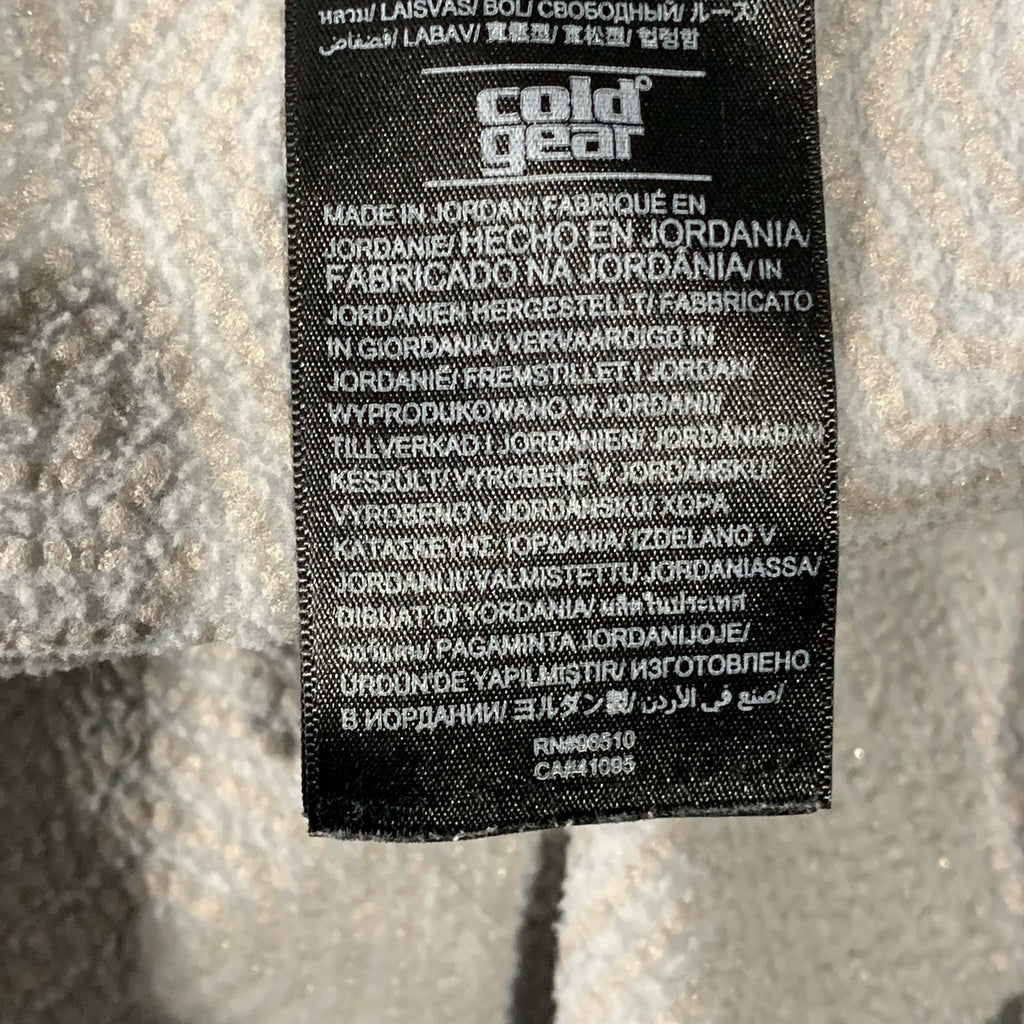 หลวม/ LAISVAS/ BOL/ СВОБОДНЫЙ/ ルーズ/
فضفاض/ LABAV/ 寬鬆型/ 宽松型/ 헐렁함
cold
gear
MADE IN JORDAN/ FABRIQUÉ EN
JORDANIE/ HECHO EN JORDANIA/
FABRICADO NA JORDÂNIA/ IN
JORDANIEN HERGESTELLT/ FABBRICATO
IN GIORDANIA/ VERVAARDIGD IN
JORDANIË/ FREMSTILLET I JORDAN/
WYPRODUKOWANO W JORDANII/
TILLVERKAD I JORDANIEN/ JORDÁNIÁBAN
KÉSZÜLT/ VYROBENÉ V JORDÁNSKU/
VYROBENO V JORDÁNSKU/ ΧΩΡΑ
ΚΑΤΑΣΚΕΥΗΣ ΙΟΡΔΑΝΙΑ/ IZDELANO V
JORDANIJI/ VALMISTETTU JORDANIASSA/
DIBUAT DI YORDANIA/ ผลิตในประเทศ
จอร์แดน/ PAGAMINTA JORDANIJOJE/
ÜRDÜN'DE YAPILMIŞTIR/ ИЗГОТОВЛЕНО
В ИОРДАНИИ/ ヨルダン製/ صنع في الأردن/
RN#96510
CA#41095